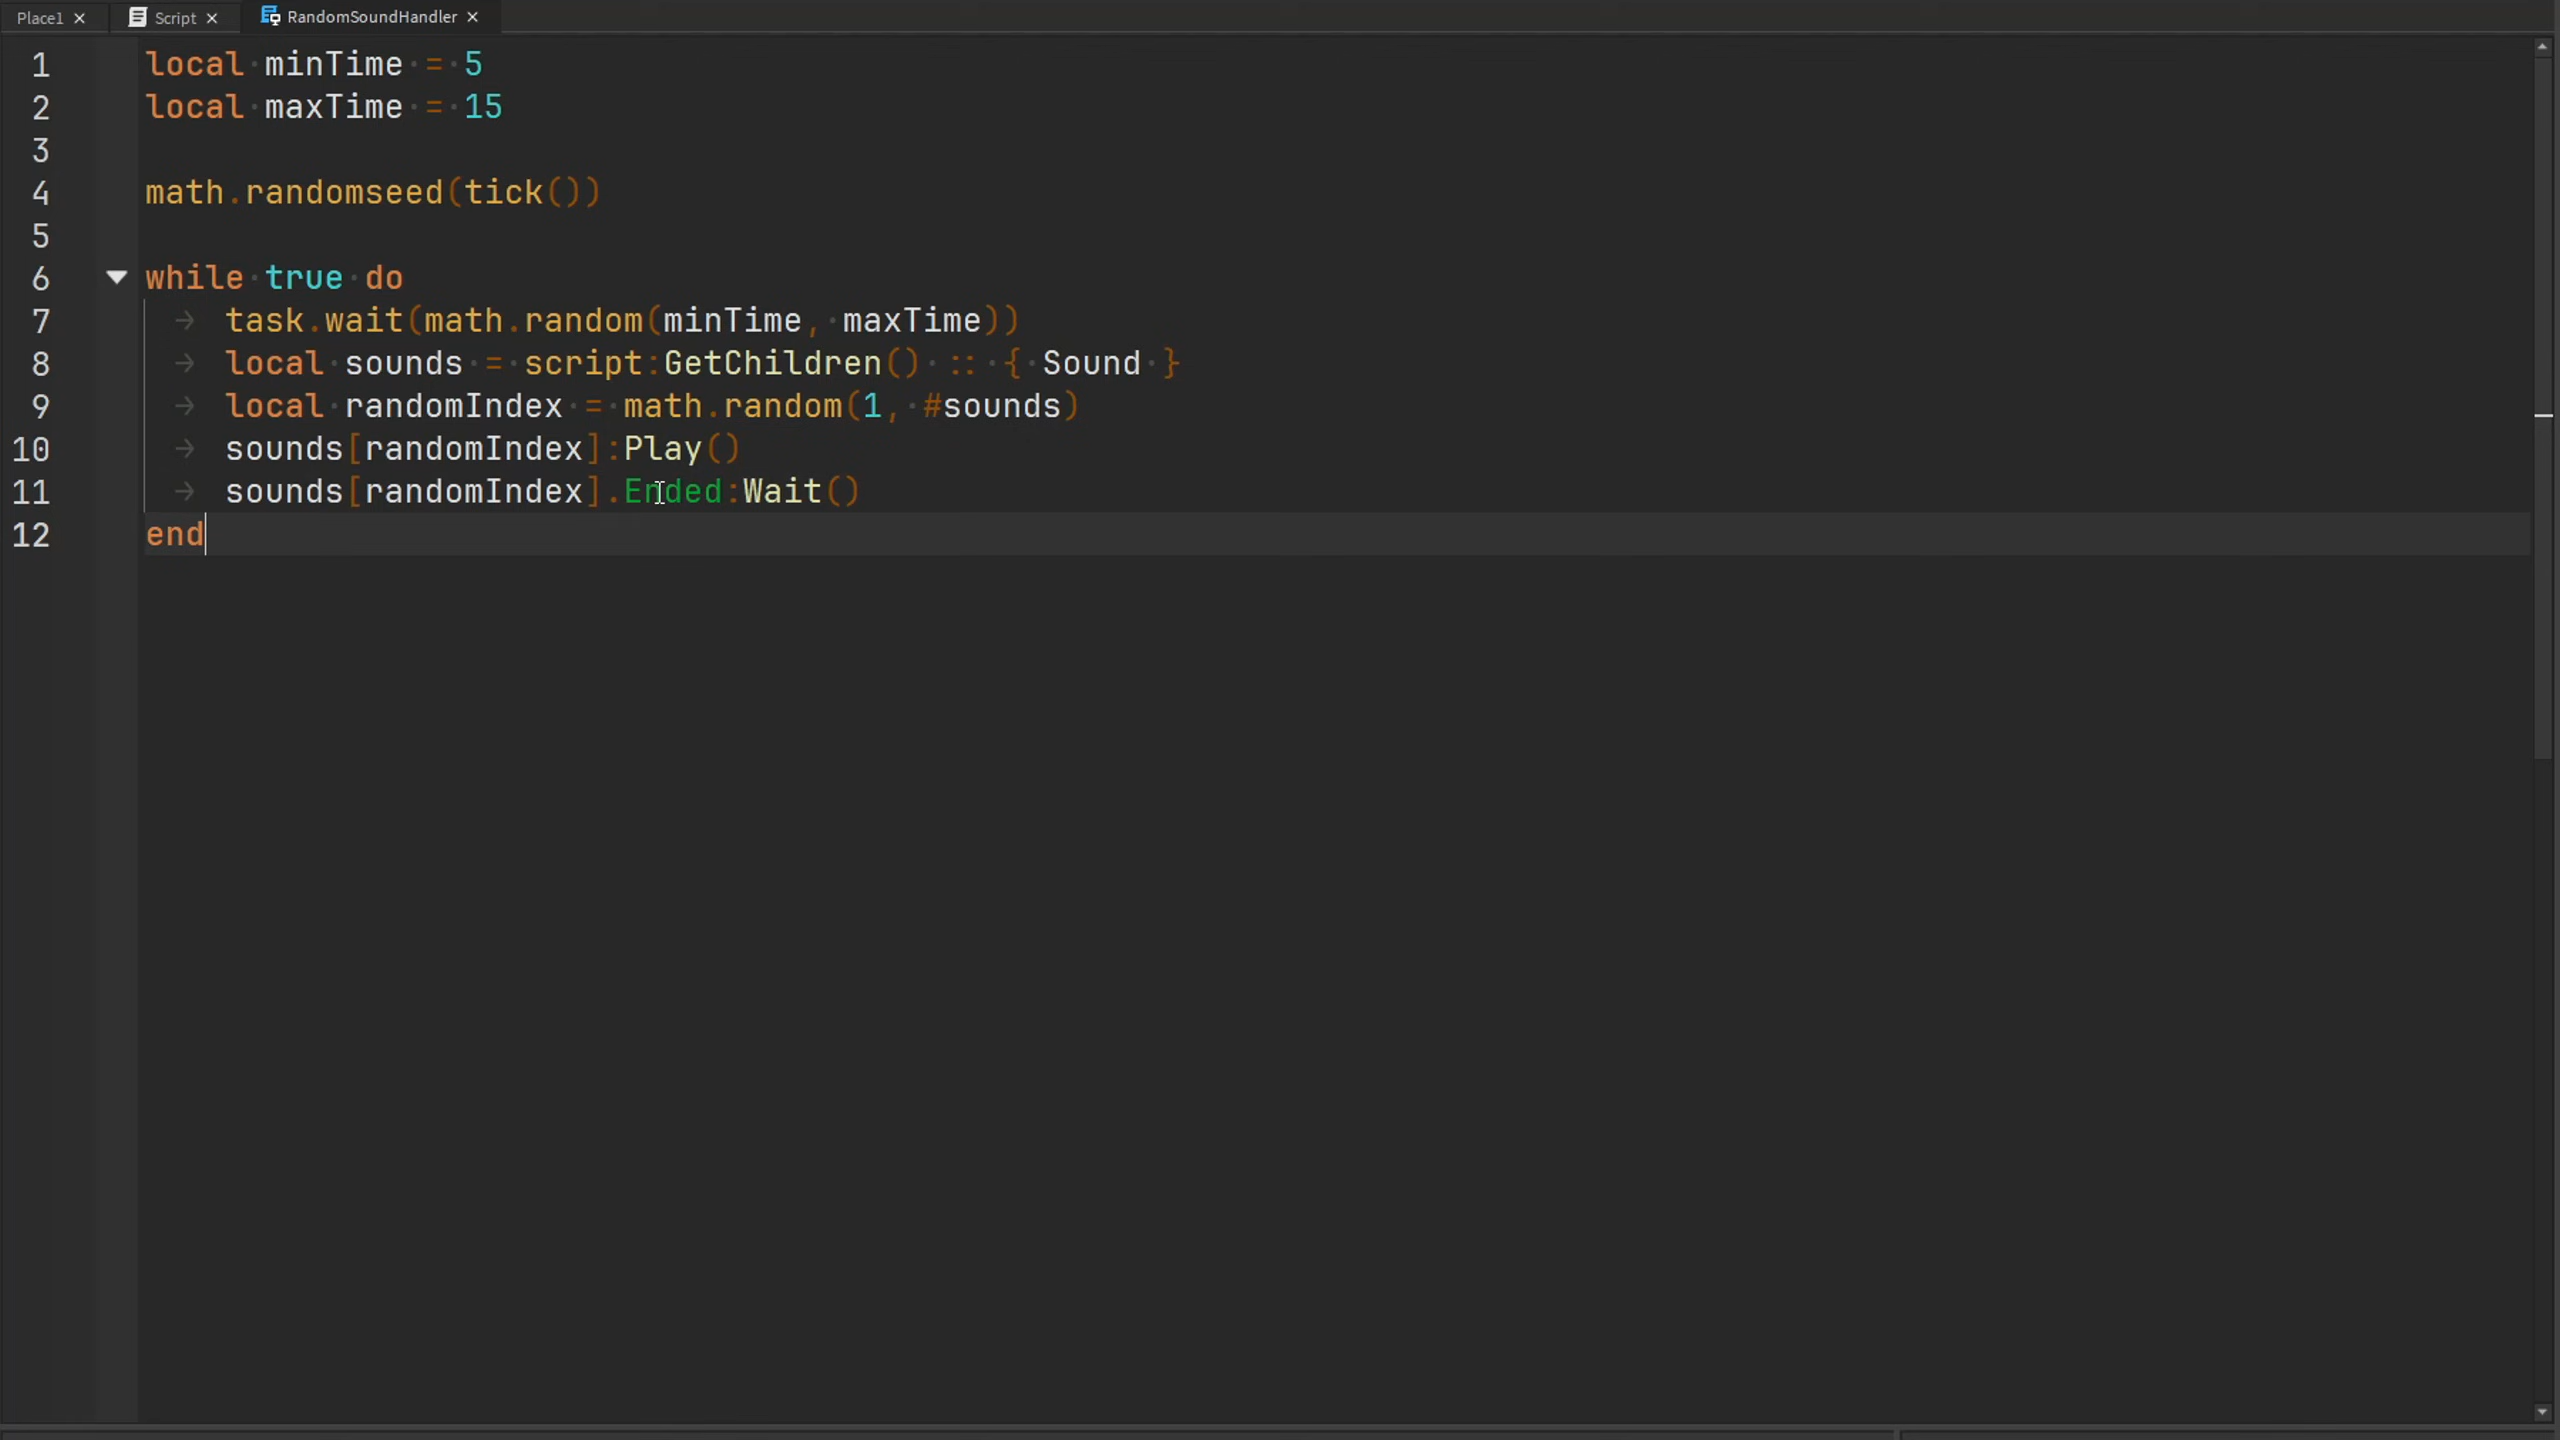 Place1 × Script × RandomSoundHandler ×
1 local minTime = 5
2 local maxTime = 15
3
4 math.randomseed(tick())
5
6 while true do
7 task.wait(math.random(minTime, maxTime))
8 local sounds = script:GetChildren() :: { Sound }
9 local randomIndex = math.random(1, #sounds)
10 sounds[randomIndex]:Play()
11 sounds[randomIndex].Ended:Wait()
12 end